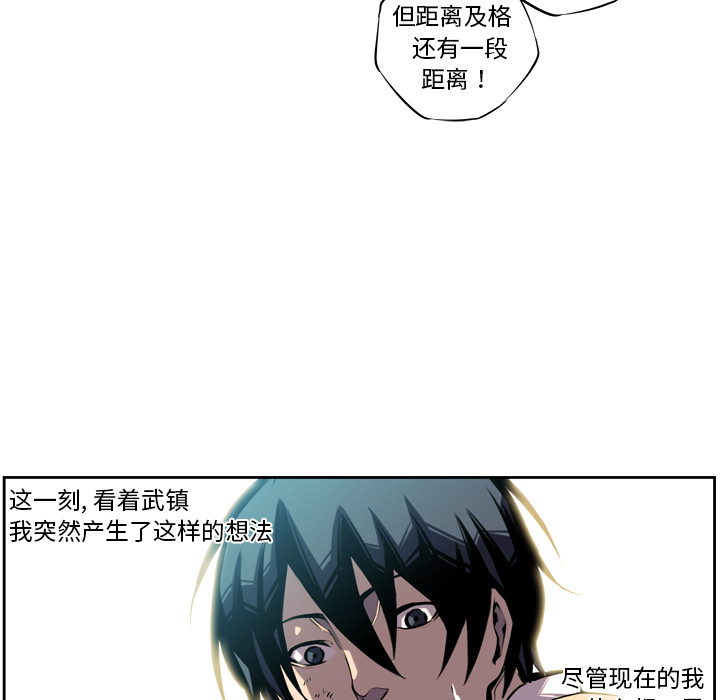 但距离及格
还有一段
距离！
这一刻, 看着武镇
我突然产生了这样的想法
尽管现在的我